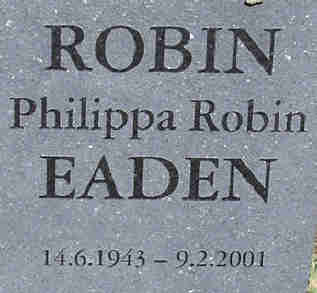 ROBIN
Philippa Robin
EADEN
14.6.1943 – 9.2.2001